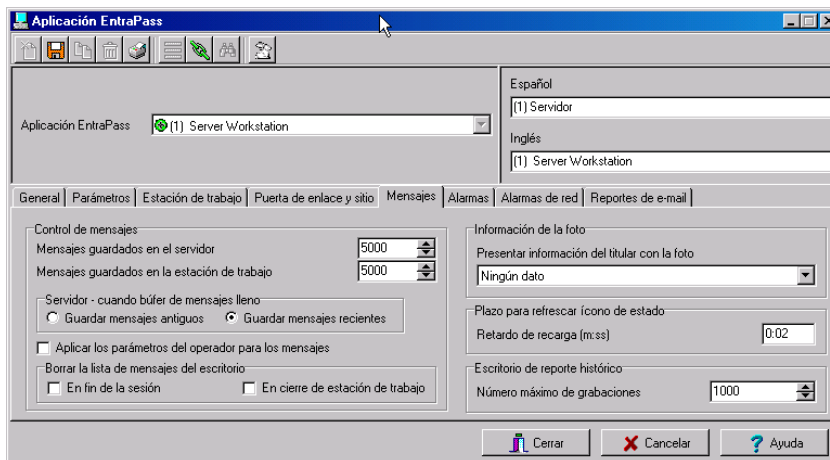 Aplicación EntraPass
Español
(1) Servidor
Aplicación EntraPass
(1) Server Workstation
Inglés
(1) Server Workstation
General
Parámetros
Estación de trabajo
Puerta de enlace y sitio
Mensajes
Alarmas
Alarmas de red
Reportes de e-mail
Control de mensajes
Mensajes guardados en el servidor 5000
Mensajes guardados en la estación de trabajo 5000
Servidor - cuando búfer de mensajes lleno
Guardar mensajes antiguos
Guardar mensajes recientes
Aplicar los parámetros del operador para los mensajes
Borrar la lista de mensajes del escritorio
En fin de la sesión
En cierre de estación de trabajo
Información de la foto
Presentar información del titular con la foto
Ningún dato
Plazo para refrescar ícono de estado
Retardo de recarga (m:ss) 0:02
Escritorio de reporte histórico
Número máximo de grabaciones 1000
Cerrar
Cancelar
Ayuda